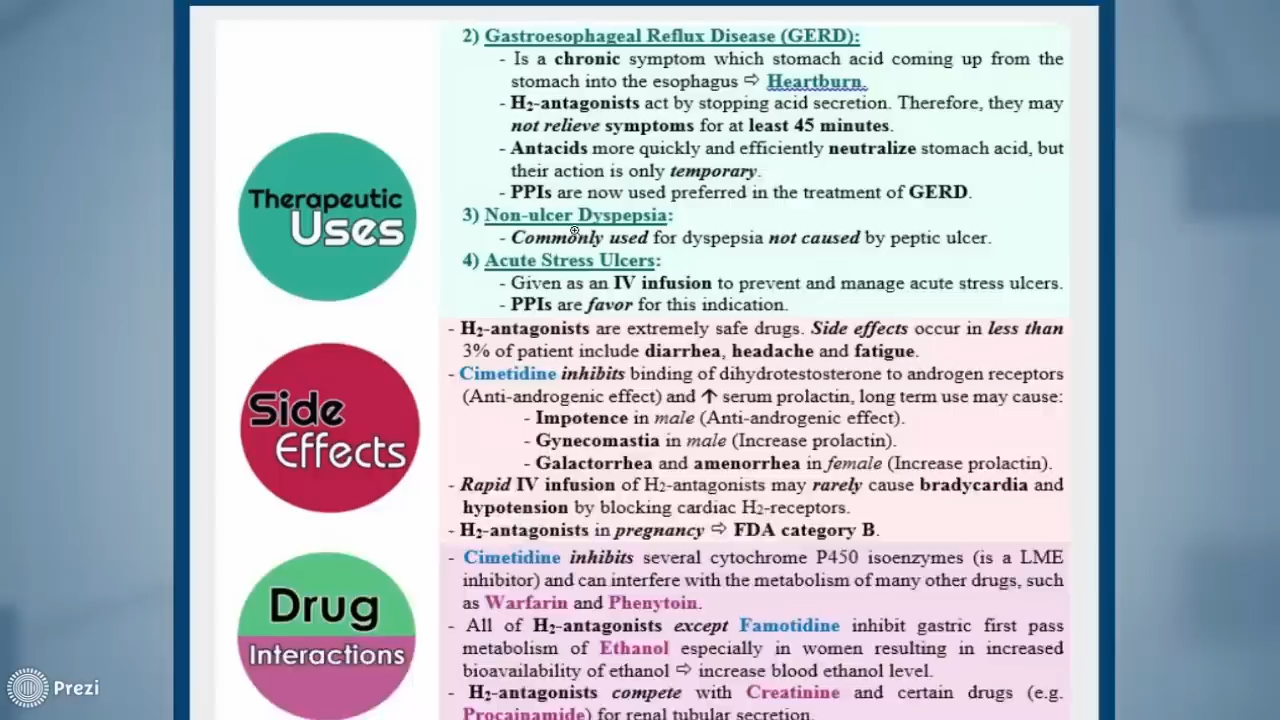 2) Gastroesophageal Reflux Disease (GERD):
- Is a chronic symptom which stomach acid coming up from the
stomach into the esophagus ⇨ Heartburn.
- H₂-antagonists act by stopping acid secretion. Therefore, they may
not relieve symptoms for at least 45 minutes.
- Antacids more quickly and efficiently neutralize stomach acid, but
their action is only temporary.
- PPIs are now used preferred in the treatment of GERD.
3) Non-ulcer Dyspepsia:
- Commonly used for dyspepsia not caused by peptic ulcer.
4) Acute Stress Ulcers:
- Given as an IV infusion to prevent and manage acute stress ulcers.
- PPIs are favor for this indication.
Therapeutic
Uses
- H₂-antagonists are extremely safe drugs. Side effects occur in less than
3% of patient include diarrhea, headache and fatigue.
- Cimetidine inhibits binding of dihydrotestosterone to androgen receptors
(Anti-androgenic effect) and ↑ serum prolactin, long term use may cause:
- Impotence in male (Anti-androgenic effect).
- Gynecomastia in male (Increase prolactin).
- Galactorrhea and amenorrhea in female (Increase prolactin).
- Rapid IV infusion of H₂-antagonists may rarely cause bradycardia and
hypotension by blocking cardiac H₂-receptors.
- H₂-antagonists in pregnancy ⇨ FDA category B.
Side
Effects
- Cimetidine inhibits several cytochrome P450 isoenzymes (is a LME
inhibitor) and can interfere with the metabolism of many other drugs, such
as Warfarin and Phenytoin.
- All of H₂-antagonists except Famotidine inhibit gastric first pass
metabolism of Ethanol especially in women resulting in increased
bioavailability of ethanol ⇨ increase blood ethanol level.
- H₂-antagonists compete with Creatinine and certain drugs (e.g.
Procainamide) for renal tubular secretion.
Drug
Interactions
Prezi